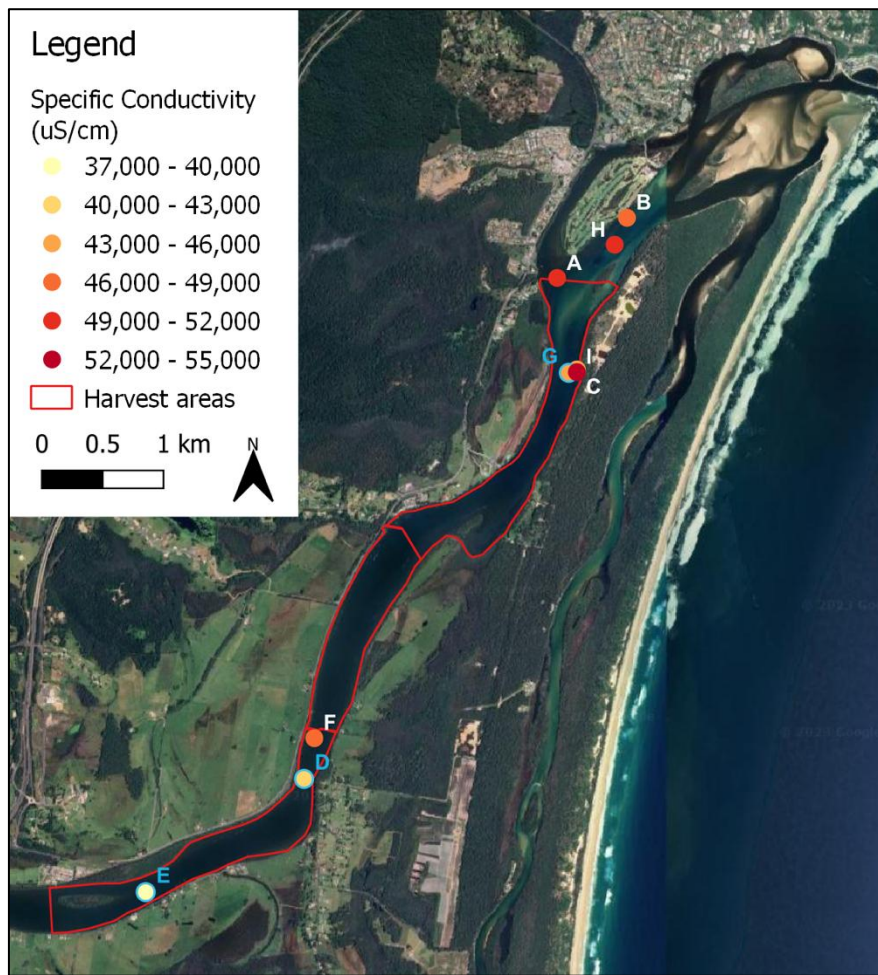 Legend
Specific Conductivity
(uS/cm)
37,000 - 40,000
40,000 - 43,000
43,000 - 46,000
46,000 - 49,000
49,000 - 52,000
52,000 - 55,000
Harvest areas
0 0.5 1 km
N
B
H
A
G
I
C
F
D
E